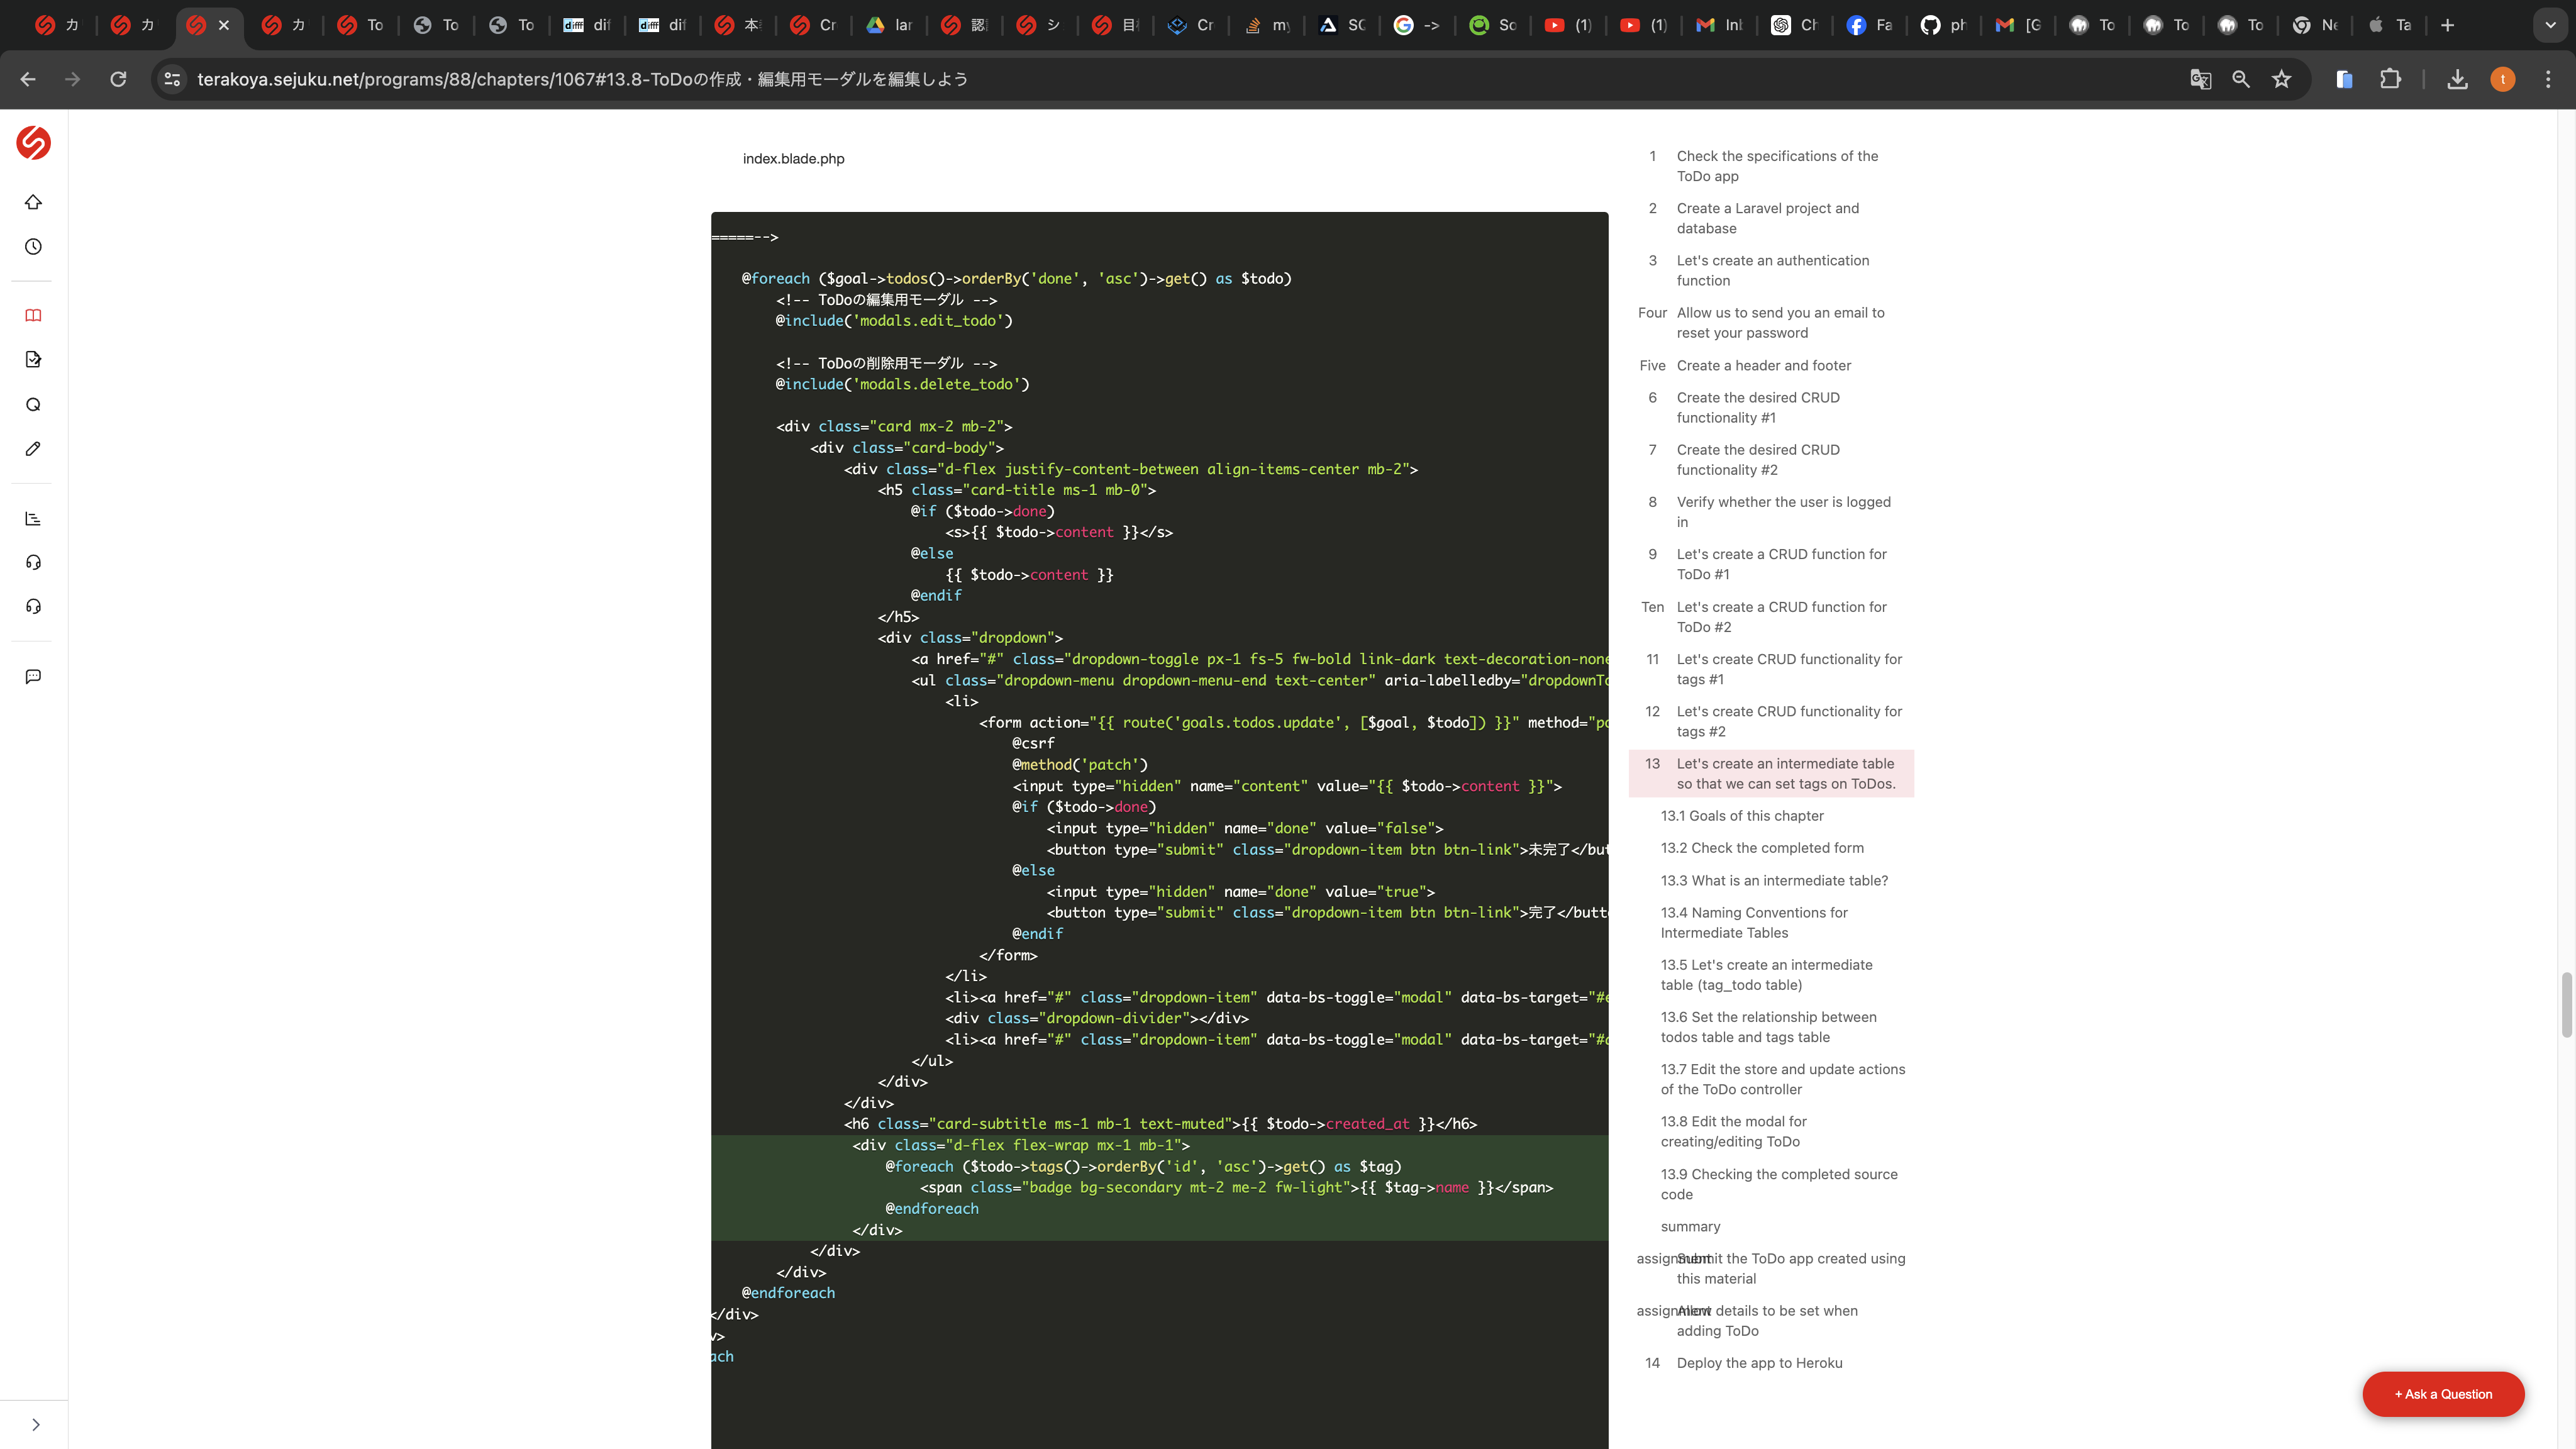 カ
カ
カ
To
To
To
difff
dif
difff
dif
本
Cr
lar
認
シ
目
Cr
my
SC
->
So
(1)
(1)
Int
Ch
Fa
ph
[G
To
To
To
Ne
Ta
terakoya.sejuku.net/programs/88/chapters/1067#13.8-ToDoの作成・編集用モーダルを編集しよう
t
index.blade.php
=====-->
@foreach ($goal->todos()->orderBy('done', 'asc')->get() as $todo)
<!-- ToDoの編集用モーダル -->
@include('modals.edit_todo')
<!-- ToDoの削除用モーダル -->
@include('modals.delete_todo')
<div class="card mx-2 mb-2">
<div class="card-body">
<div class="d-flex justify-content-between align-items-center mb-2">
<h5 class="card-title ms-1 mb-0">
@if ($todo->done)
<s>{{ $todo->content }}</s>
@else
{{ $todo->content }}
@endif
</h5>
<div class="dropdown">
<a href="#" class="dropdown-toggle px-1 fs-5 fw-bold link-dark text-decoration-none
<ul class="dropdown-menu dropdown-menu-end text-center" aria-labelledby="dropdownTo
<li>
<form action="{{ route('goals.todos.update', [$goal, $todo]) }}" method="po
@csrf
@method('patch')
<input type="hidden" name="content" value="{{ $todo->content }}">
@if ($todo->done)
<input type="hidden" name="done" value="false">
<button type="submit" class="dropdown-item btn btn-link">未完了</but
@else
<input type="hidden" name="done" value="true">
<button type="submit" class="dropdown-item btn btn-link">完了</butto
@endif
</form>
</li>
<li><a href="#" class="dropdown-item" data-bs-toggle="modal" data-bs-target="#e
<div class="dropdown-divider"></div>
<li><a href="#" class="dropdown-item" data-bs-toggle="modal" data-bs-target="#d
</ul>
</div>
</div>
<h6 class="card-subtitle ms-1 mb-1 text-muted">{{ $todo->created_at }}</h6>
<div class="d-flex flex-wrap mx-1 mb-1">
@foreach ($todo->tags()->orderBy('id', 'asc')->get() as $tag)
<span class="badge bg-secondary mt-2 me-2 fw-light">{{ $tag->name }}</span>
@endforeach
</div>
</div>
</div>
@endforeach
</div>
v>
ach
1 Check the specifications of the
ToDo app
2 Create a Laravel project and
database
3 Let's create an authentication
function
Four Allow us to send you an email to
reset your password
Five Create a header and footer
6 Create the desired CRUD
functionality #1
7 Create the desired CRUD
functionality #2
8 Verify whether the user is logged
in
9 Let's create a CRUD function for
ToDo #1
Ten Let's create a CRUD function for
ToDo #2
11 Let's create CRUD functionality for
tags #1
12 Let's create CRUD functionality for
tags #2
13 Let's create an intermediate table
so that we can set tags on ToDos.
13.1 Goals of this chapter
13.2 Check the completed form
13.3 What is an intermediate table?
13.4 Naming Conventions for
Intermediate Tables
13.5 Let's create an intermediate
table (tag_todo table)
13.6 Set the relationship between
todos table and tags table
13.7 Edit the store and update actions
of the ToDo controller
13.8 Edit the modal for
creating/editing ToDo
13.9 Checking the completed source
code
summary
assignment Submit the ToDo app created using
this material
assignment Allow details to be set when
adding ToDo
14 Deploy the app to Heroku
+ Ask a Question